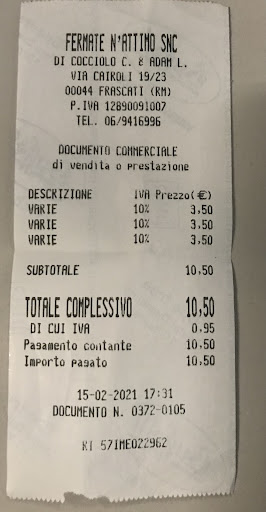 FERMATE N'ATTIMO SNC
DI COCCIOLO C. & ADAM L.
VIA CAIROLI 19/23
00044 FRASCATI (RM)
P.IVA 12890091007
TEL. 06/9416996
DOCUMENTO COMMERCIALE
di vendita o prestazione
DESCRIZIONE IVA Prezzo(€)
VARIE 10% 3,50
VARIE 10% 3,50
VARIE 10% 3,50
SUBTOTALE 10,50
TOTALE COMPLESSIVO 10,50
DI CUI IVA 0,95
Pagamento contante 10,50
Importo pagato 10,50
15-02-2021 17:31
DOCUMENTO N. 0372-0105
RT 57IME022962